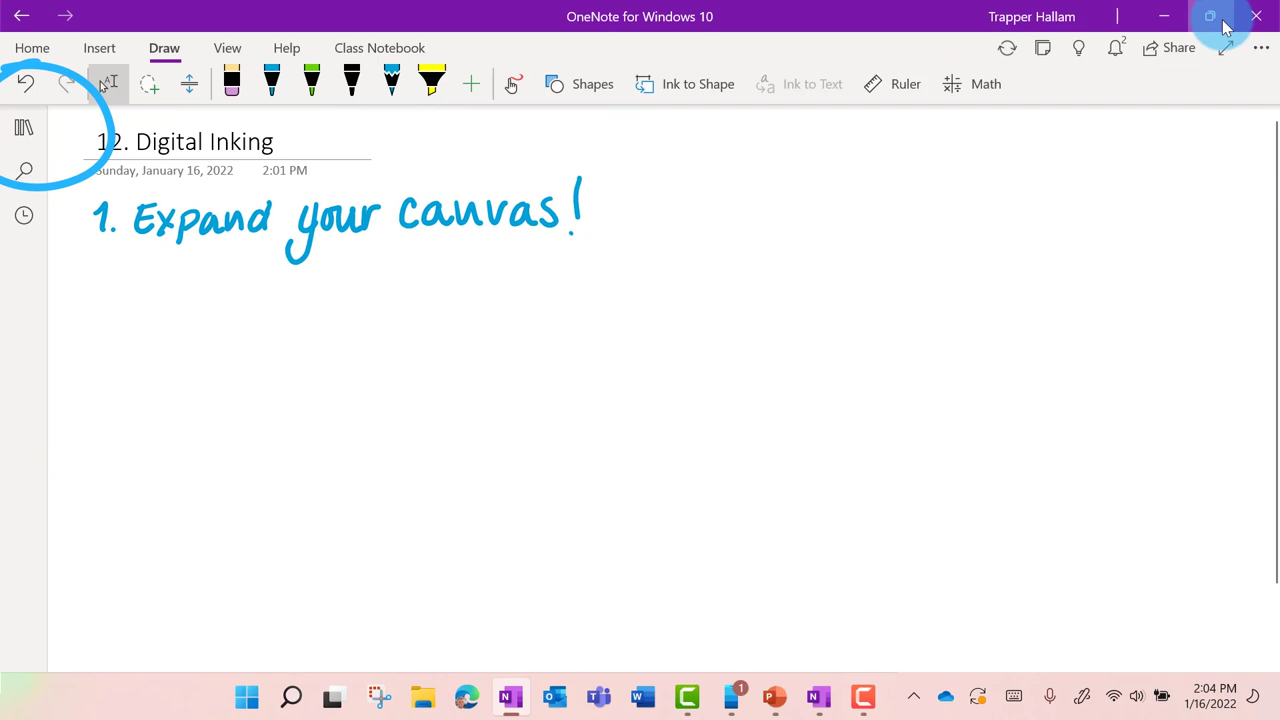 OneNote for Windows 10
Trapper Hallam
Home Insert Draw View Help Class Notebook
2 Share
Shapes Ink to Shape Ink to Text Ruler Math
12. Digital Inking
Sunday, January 16, 2022 2:01 PM
1. Expand your canvas!
1
2:04 PM
1/16/2022